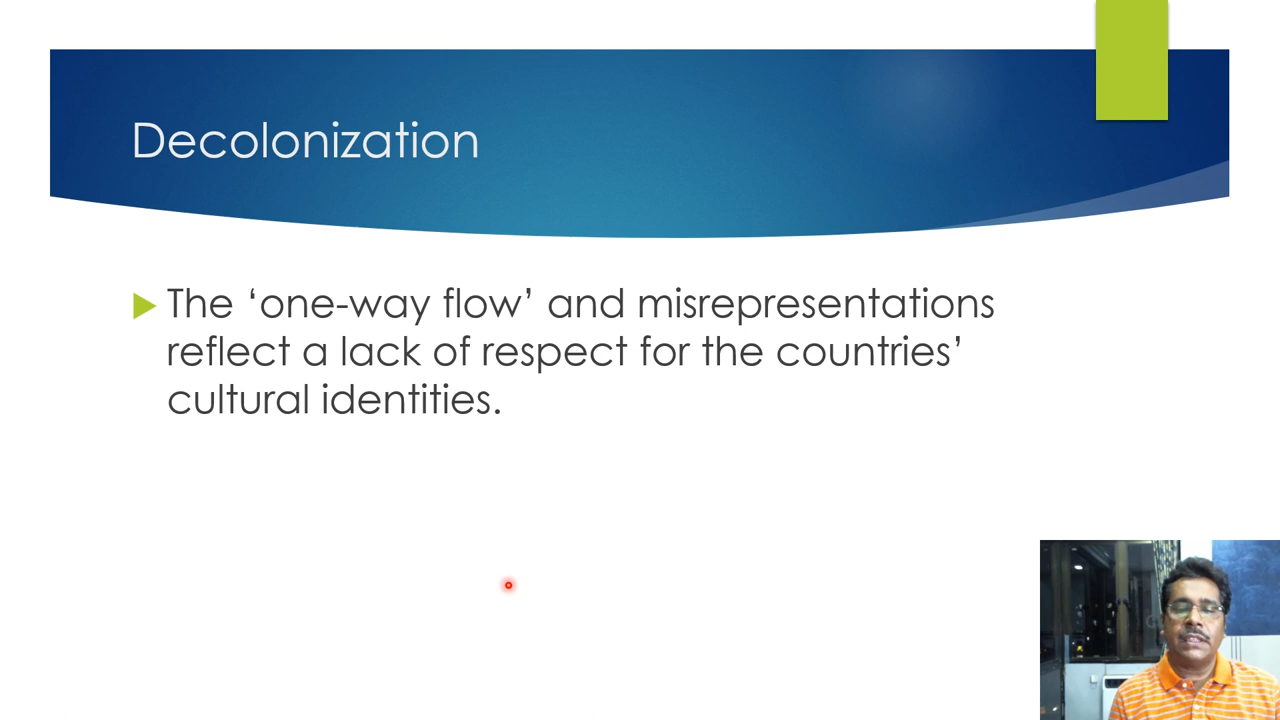 Decolonization
The ‘one-way flow’ and misrepresentations
reflect a lack of respect for the countries’
cultural identities.